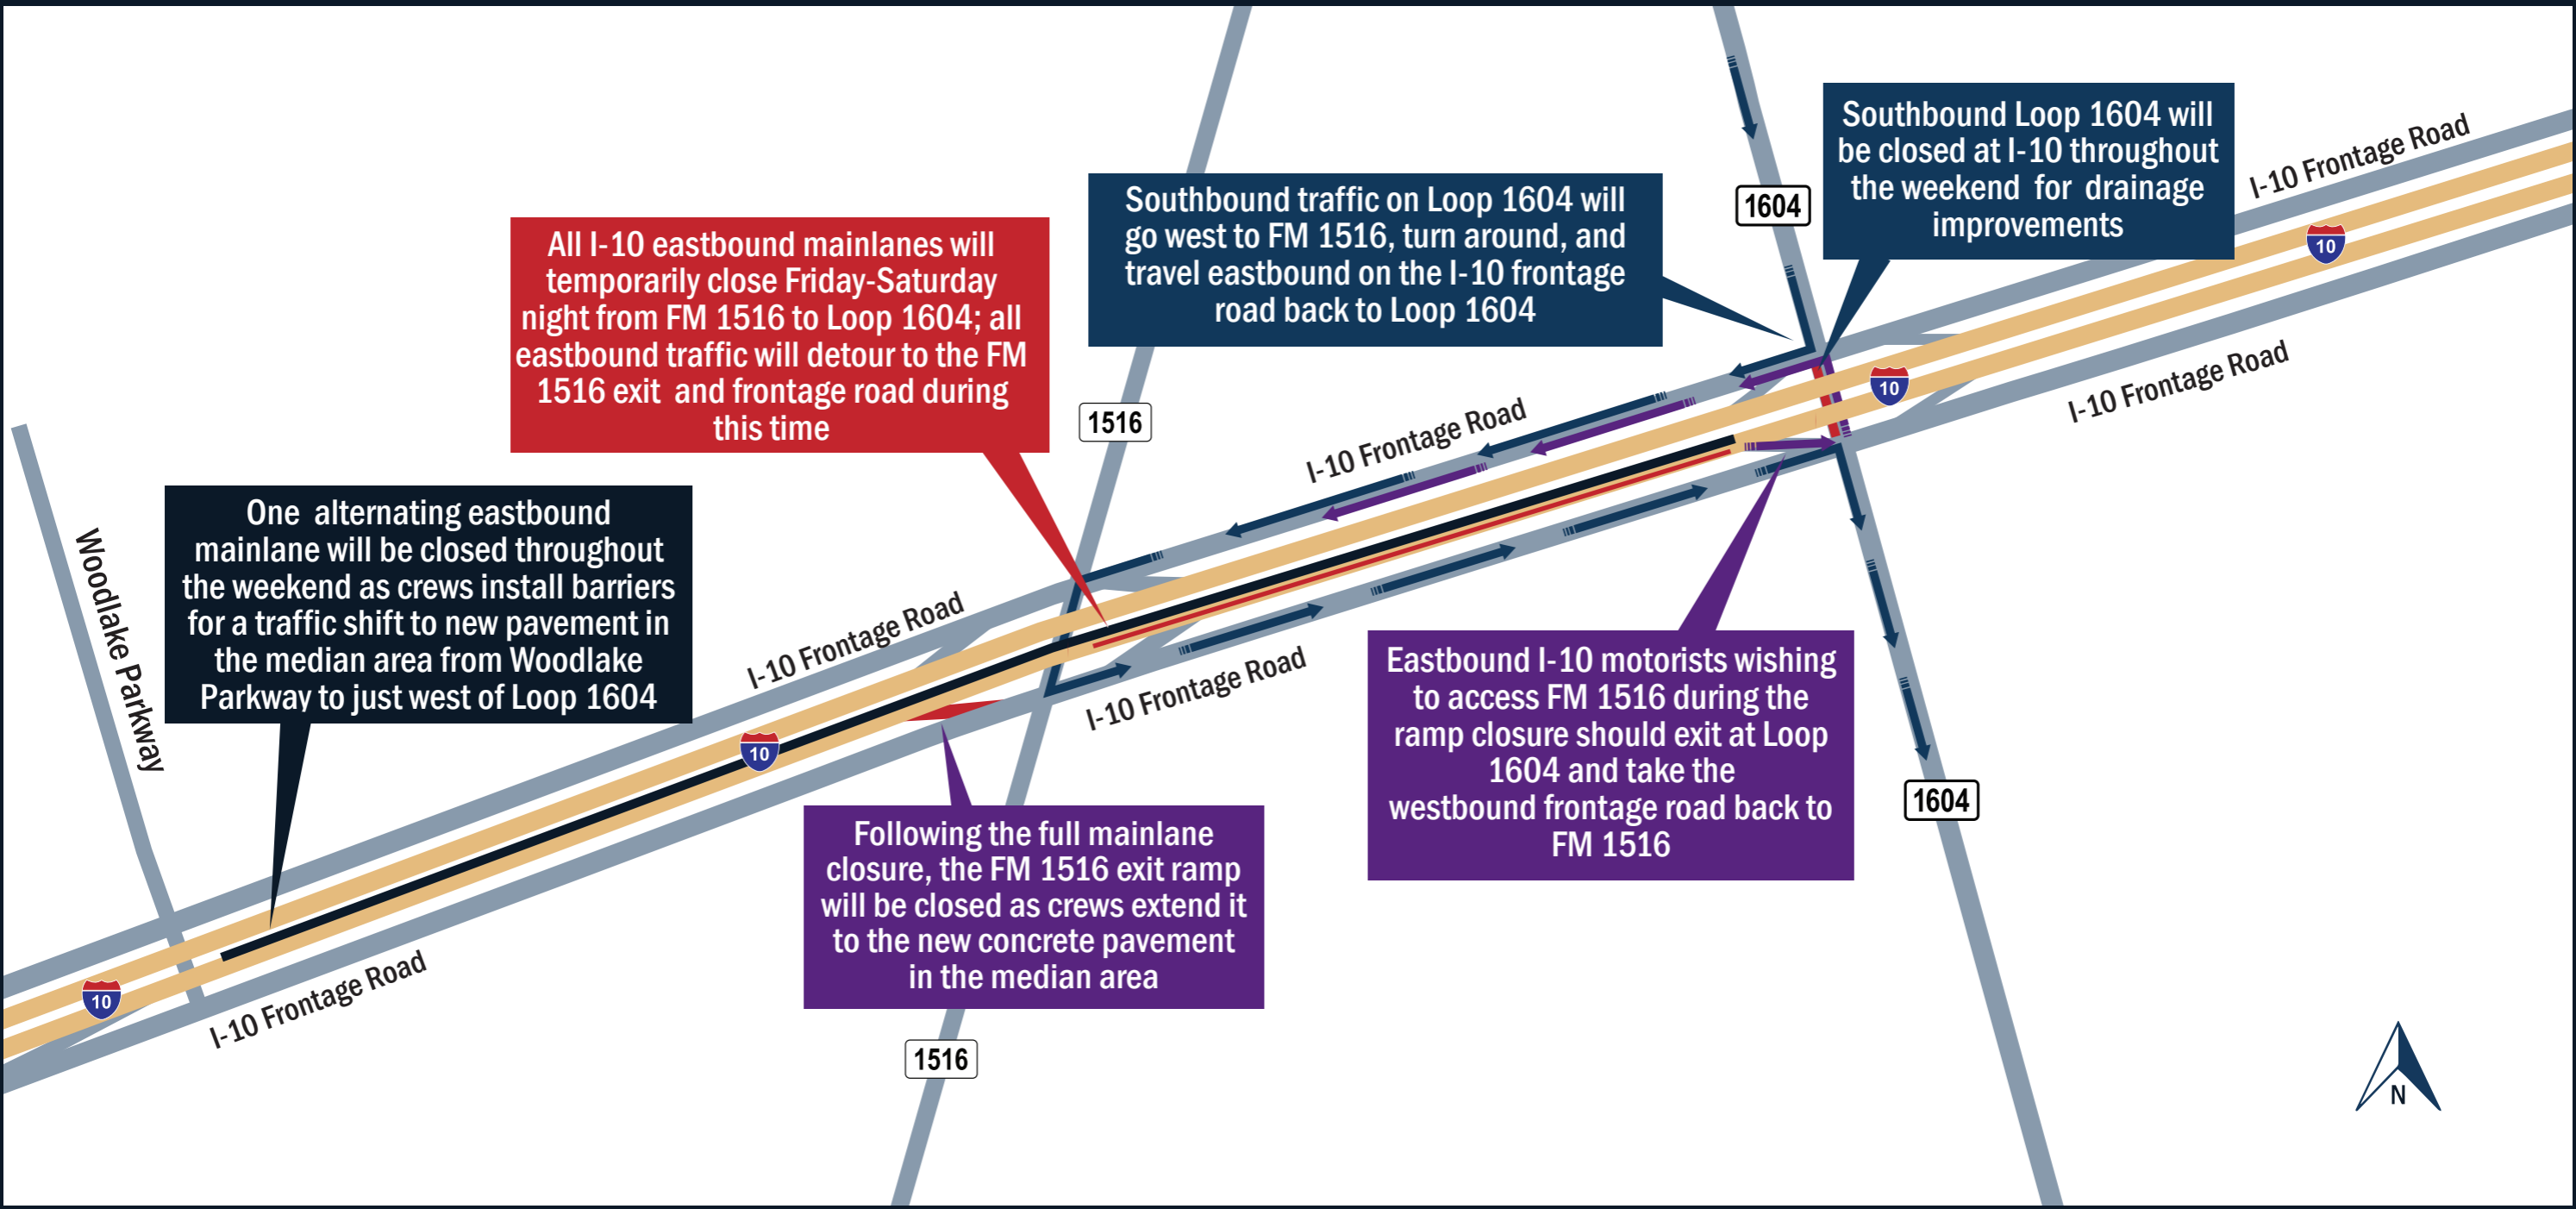 Southbound Loop 1604 will
be closed at I-10 throughout
the weekend for drainage
improvements
I-10 Frontage Road
10
Southbound traffic on Loop 1604 will
go west to FM 1516, turn around, and
travel eastbound on the I-10 frontage
road back to Loop 1604
1604
All I-10 eastbound mainlanes will
temporarily close Friday-Saturday
night from FM 1516 to Loop 1604; all
eastbound traffic will detour to the FM
1516 exit and frontage road during
this time
1516
I-10 Frontage Road
10
I-10 Frontage Road
One alternating eastbound
mainlane will be closed throughout
the weekend as crews install barriers
for a traffic shift to new pavement in
the median area from Woodlake
Parkway to just west of Loop 1604
Woodlake Parkway
I-10 Frontage Road
I-10 Frontage Road
Eastbound I-10 motorists wishing
to access FM 1516 during the
ramp closure should exit at Loop
1604 and take the
westbound frontage road back to
FM 1516
10
1604
Following the full mainlane
closure, the FM 1516 exit ramp
will be closed as crews extend it
to the new concrete pavement
in the median area
10
I-10 Frontage Road
1516
N